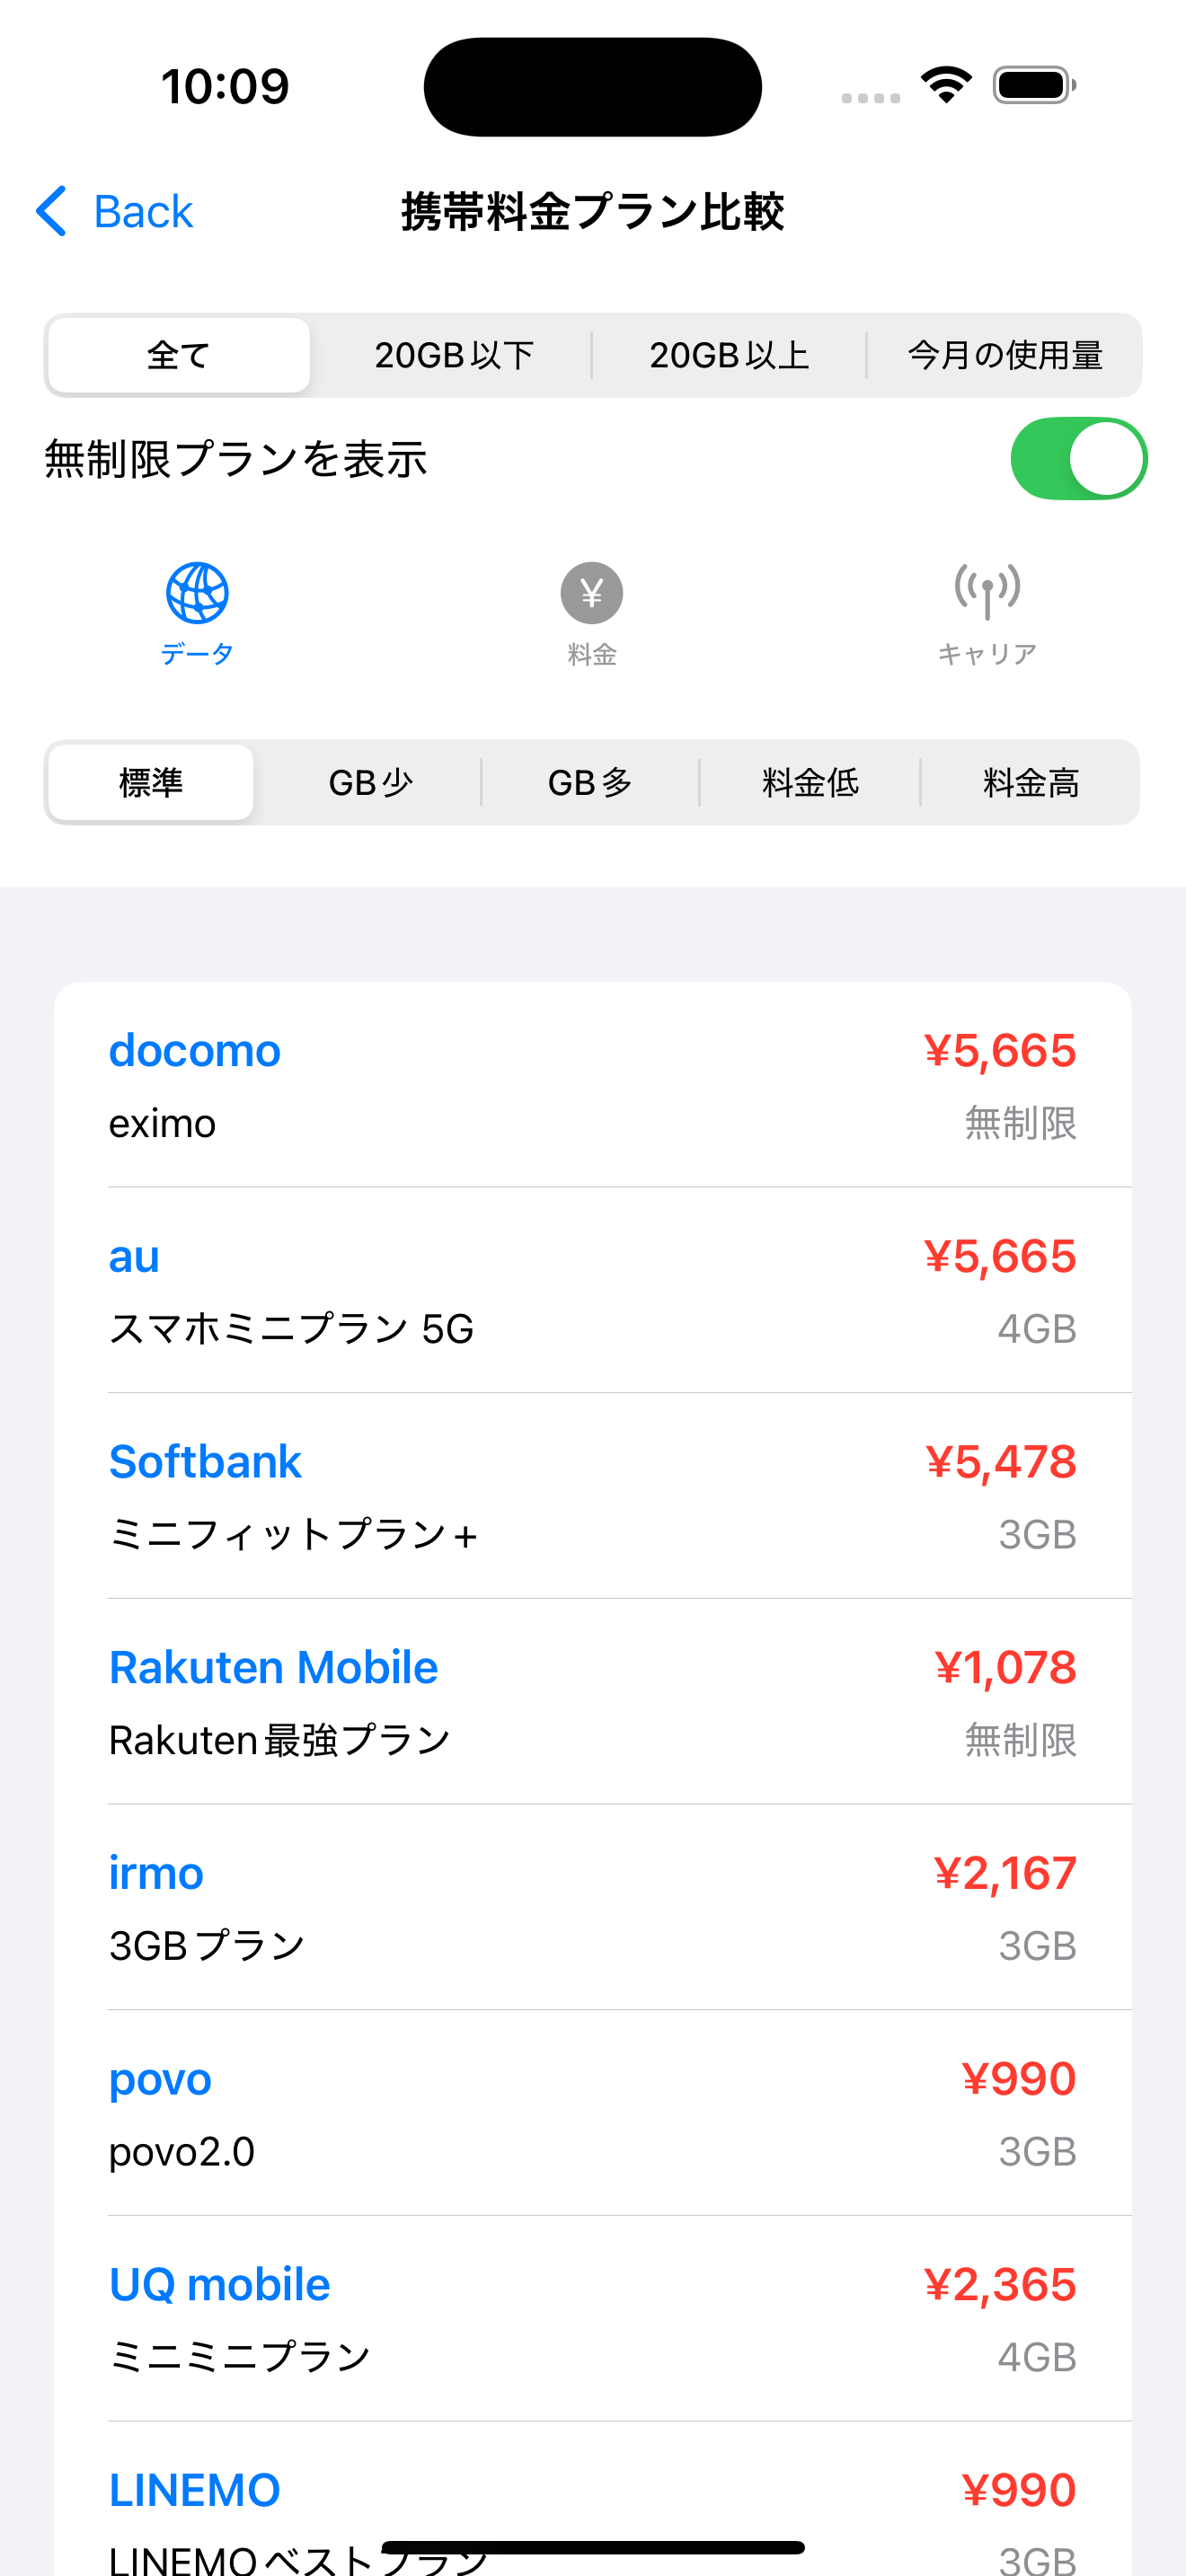 10:09
Back
携帯料金プラン比較
全て 20GB以下 20GB以上 今月の使用量
無制限プランを表示
¥
データ 料金 キャリア
標準 GB少 GB多 料金低 料金高
docomo ¥5,665
eximo 無制限
au ¥5,665
スマホミニプラン 5G 4GB
Softbank ¥5,478
ミニフィットプラン+ 3GB
Rakuten Mobile ¥1,078
Rakuten最強プラン 無制限
irmo ¥2,167
3GBプラン 3GB
povo ¥990
povo2.0 3GB
UQ mobile ¥2,365
ミニミニプラン 4GB
LINEMO ¥990
LINEMOベストプラン 3GB